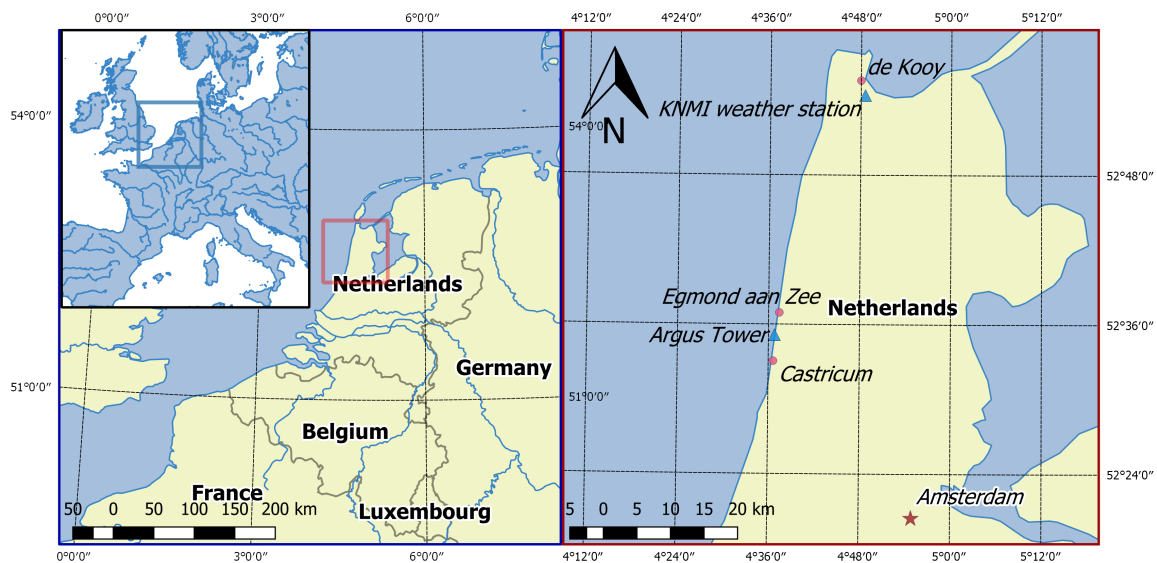 0°0'0" 3°0'0" 6°0'0" 4°12'0" 4°24'0" 4°36'0" 4°48'0" 5°0'0" 5°12'0"
de Kooy
KNMI weather station
54°0'0" 54°0'0"
N
52°48'0"
Netherlands
Egmond aan Zee
Netherlands
52°36'0"
Argus Tower
Germany
Castricum
51°0'0" 51°0'0"
Belgium
52°24'0"
France
Amsterdam
Luxembourg
50 0 50 100 150 200 km
5 0 5 10 15 20 km
0°0'0" 3°0'0" 6°0'0" 4°12'0" 4°24'0" 4°36'0" 4°48'0" 5°0'0" 5°12'0"